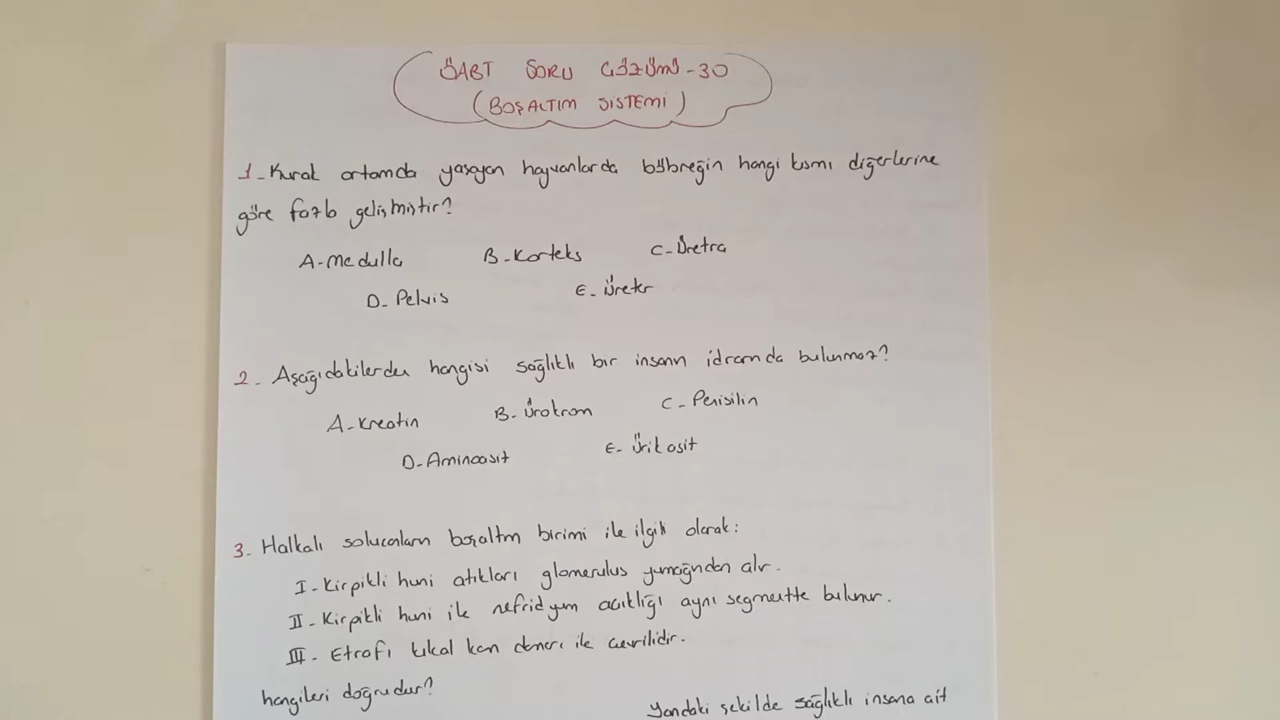 ÖABT SORU ÇÖZÜMÜ-30
(BOŞALTIM SİSTEMİ)
1- Kurak ortamda yaşayan hayvanlarda böbreğin hangi kısmı diğerlerine
göre fazla gelişmiştir?
A- Medulla B- Korteks C- Üretra
D- Pelvis E- Üreter
2- Aşağıdakilerden hangisi sağlıklı bir insanın idrarında bulunmaz?
A- Kreatin B- Ürokrom C- Penisilin
D- Aminoasit E- Ürik asit
3- Halkalı solucanların boşaltım birimi ile ilgili olarak:
I- Kirpikli huni atıkları glomerulus yumağından alır.
II- Kirpikli huni ile nefridyum açıklığı aynı segmentte bulunur.
III- Etrafı kılcal kan damarı ile çevrilidir.
hangileri doğrudur?
Yandaki şekilde sağlıklı insana ait